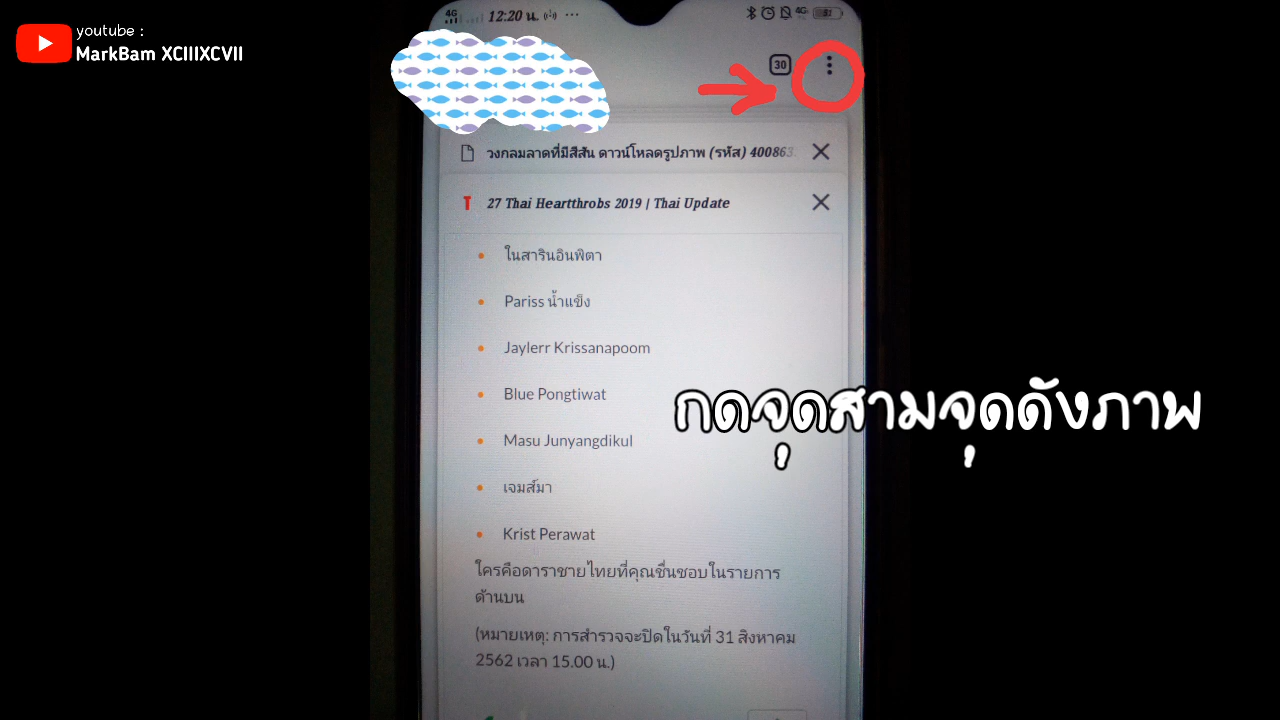 youtube :
MarkBam XCIIIXCVII
4G 12:20 น. 4G
30
วงกลมลาดที่มีสีสัน ดาวน์โหลดรูปภาพ (รหัส) 400863
27 Thai Heartthrobs 2019 | Thai Update
ในสารินอินพิตา
Pariss น้ำแข็ง
Jaylerr Krissanapoom
Blue Pongtiwat
กดจุดสามจุดดังภาพ
Masu Junyangdikul
เจมส์มา
Krist Perawat
ใครคือดาราชายไทยที่คุณชื่นชอบในรายการ
ด้านบน
(หมายเหตุ: การสำรวจจะปิดในวันที่ 31 สิงหาคม
2562 เวลา 15.00 น.)